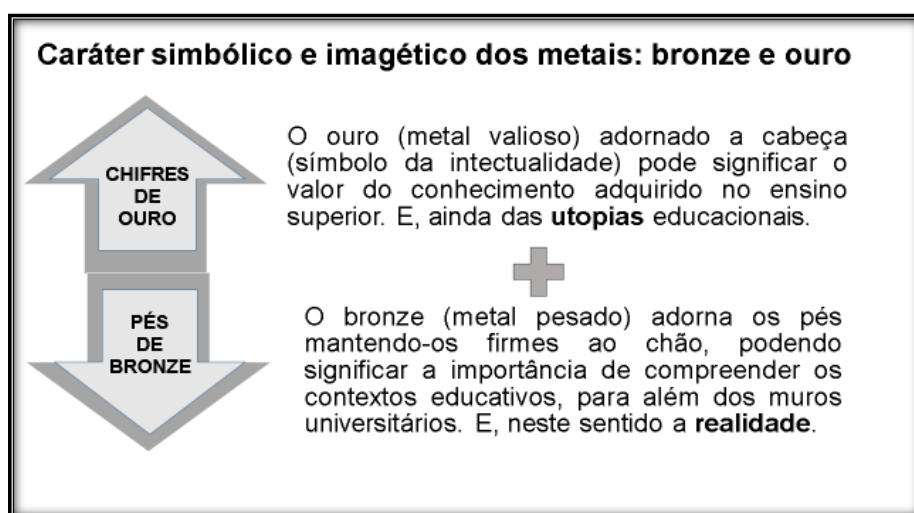 Caráter simbólico e imagético dos metais: bronze e ouro
CHIFRES
DE
OURO
O ouro (metal valioso) adornado a cabeça
(símbolo da intectualidade) pode significar o
valor do conhecimento adquirido no ensino
superior. E, ainda das utopias educacionais.
PÉS
DE
BRONZE
O bronze (metal pesado) adorna os pés
mantendo-os firmes ao chão, podendo
significar a importância de compreender os
contextos educativos, para além dos muros
universitários. E, neste sentido a realidade.